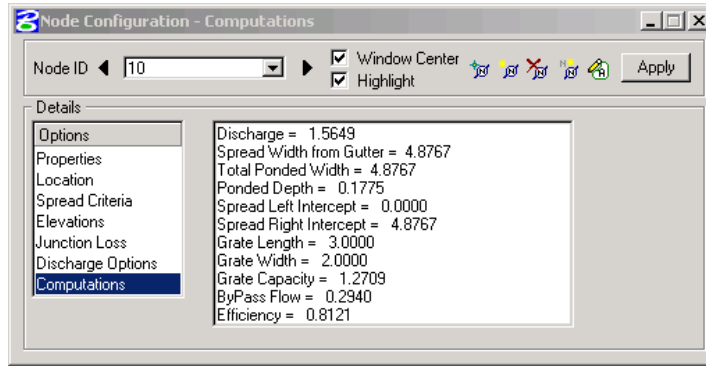 Node Configuration - Computations
Node ID 10 Window Center Apply
Highlight
Details
Options
Properties
Location
Spread Criteria
Elevations
Junction Loss
Discharge Options
Computations
Discharge = 1.5649
Spread Width from Gutter = 4.8767
Total Ponded Width = 4.8767
Ponded Depth = 0.1775
Spread Left Intercept = 0.0000
Spread Right Intercept = 4.8767
Grate Length = 3.0000
Grate Width = 2.0000
Grate Capacity = 1.2709
ByPass Flow = 0.2940
Efficiency = 0.8121